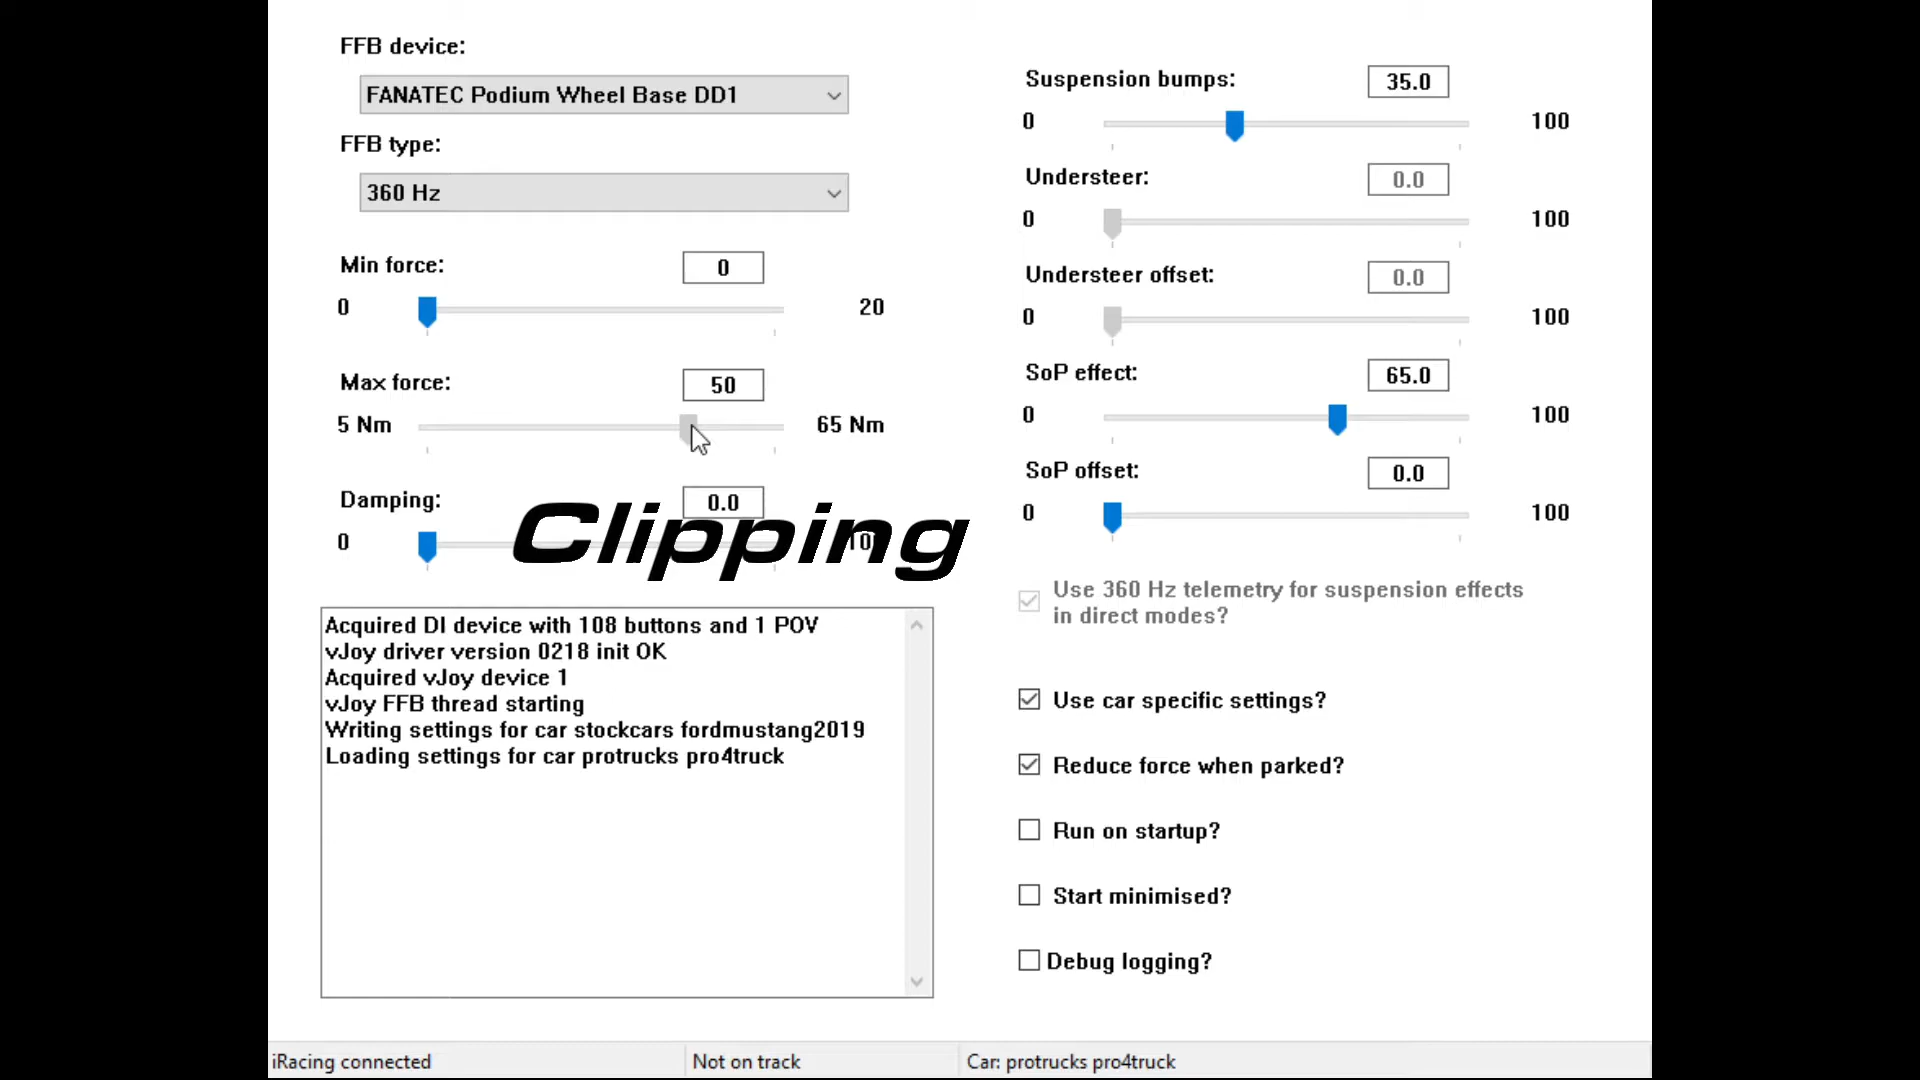 FFB device:
FANATEC Podium Wheel Base DD1
FFB type:
360 Hz
Min force:
0
0
20
Max force:
50
5 Nm
65 Nm
Damping:
0.0
0
Clipping
Acquired DI device with 108 buttons and 1 POV
vJoy driver version 0218 init OK
Acquired vJoy device 1
vJoy FFB thread starting
Writing settings for car stockcars fordmustang2019
Loading settings for car protrucks pro4truck
Suspension bumps:
35.0
0
100
Understeer:
0.0
0
100
Understeer offset:
0.0
0
100
SoP effect:
65.0
0
100
SoP offset:
0.0
0
100
Use 360 Hz telemetry for suspension effects
in direct modes?
Use car specific settings?
Reduce force when parked?
Run on startup?
Start minimised?
Debug logging?
iRacing connected
Not on track
Car: protrucks pro4truck